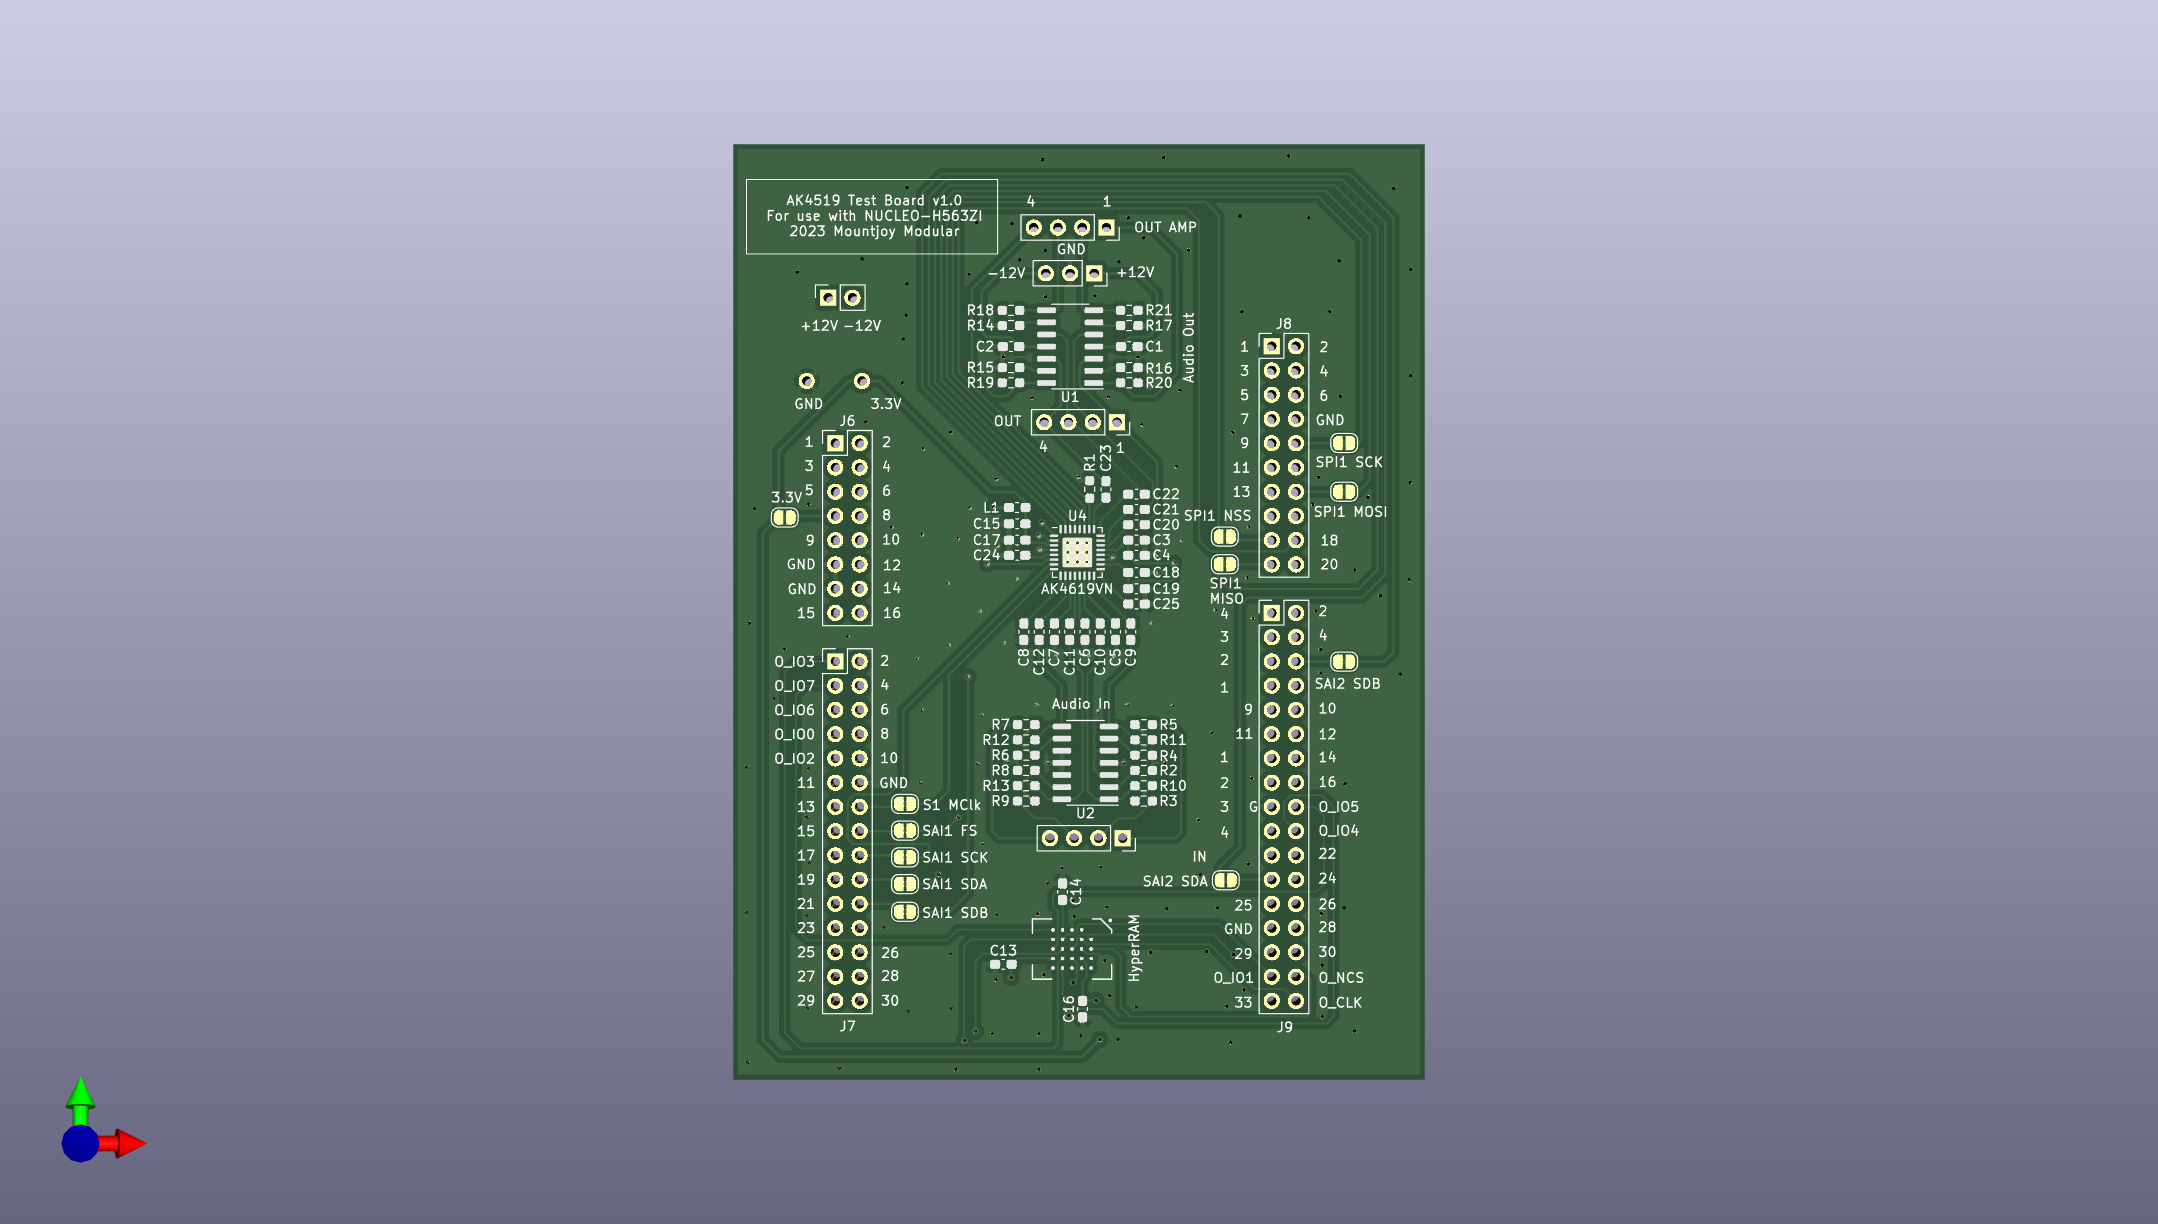 AK4519 Test Board v1.0
For use with NUCLEO-H563ZI
2023 Mountjoy Modular
4 1
OUT AMP
GND
-12V +12V
+12V -12V
R18 R21
R14 R17
C2 C1
R15 R16
R19 R20
U1
Audio Out
GND 3.3V
OUT
4 1
J6
1 2
3 4
5 6
3.3V
8
9 10
GND 12
GND 14
15 16
J8
1 2
3 4
5 6
7 GND
9
SPI1 SCK
11
13
SPI1 MOSI
SPI1 NSS
18
20
SPI1
MISO
R1 C23
L1
C15
C17
C24
U4
AK4619VN
C22
C21
C20
C3
C4
C18
C19
C25
C8 C12 C7 C11 C6 C10 C5 C9
Audio In
R7 R5
R12 R11
R6 R4
R8 R2
R13 R10
R9 R3
U2
O_IO3 2
O_IO7 4
O_IO6 6
O_IO0 8
O_IO2 10
11 GND
13 S1 MClk
15 SAI1 FS
17 SAI1 SCK
19 SAI1 SDA
21 SAI1 SDB
23
25 26
27 28
29 30
J7
4 2
3 4
2
SAI2 SDB
1
9 10
11 12
1 14
2 16
3 G O_IO5
4 O_IO4
IN 22
SAI2 SDA 24
25 26
GND 28
29 30
O_IO1 O_NCS
33 O_CLK
J9
C14
HyperRAM
C13
C16